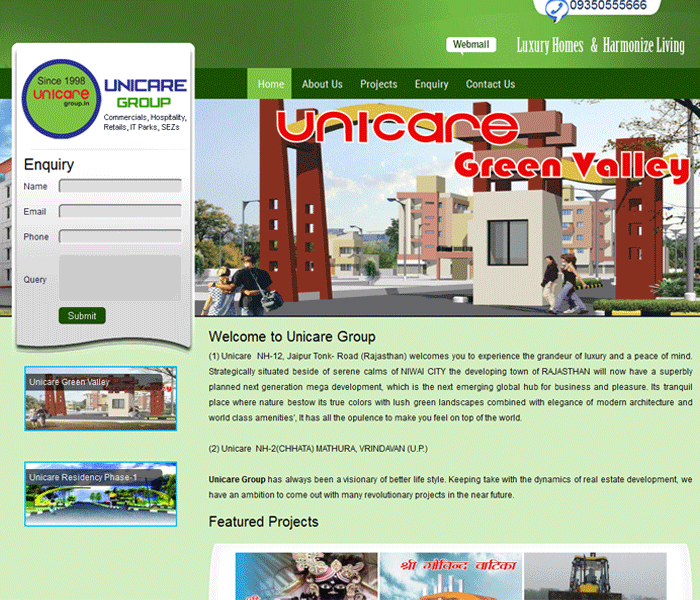 09350555666
Webmail
Luxury Homes & Harmonize Living
Home About Us Projects Enquiry Contact Us
Since 1998
unicare
group.in
UNICARE
GROUP
Commercials, Hospitality,
Retails, IT Parks, SEZs
Enquiry
Name
Email
Phone
Query
Submit
unicare
Green Valley
Unicare Green Valley
Unicare Residency Phase-1
Welcome to Unicare Group
(1) Unicare NH-12, Jaipur Tonk- Road (Rajasthan) welcomes you to experience the grandeur of luxury and a peace of mind.
Strategically situated beside of serene calms of NIWAI CITY the developing town of RAJASTHAN will now have a superbly
planned next generation mega development, which is the next emerging global hub for business and pleasure. Its tranquil
place where nature bestow its true colors with lush green landscapes combined with elegance of modern architecture and
world class amenities', It has all the opulence to make you feel on top of the world.
(2) Unicare NH-2(CHHATA) MATHURA, VRINDAVAN (U.P.)
Unicare Group has always been a visionary of better life style. Keeping take with the dynamics of real estate development, we
have an ambition to come out with many revolutionary projects in the near future.
Featured Projects
श्री गोविन्द वाटिका